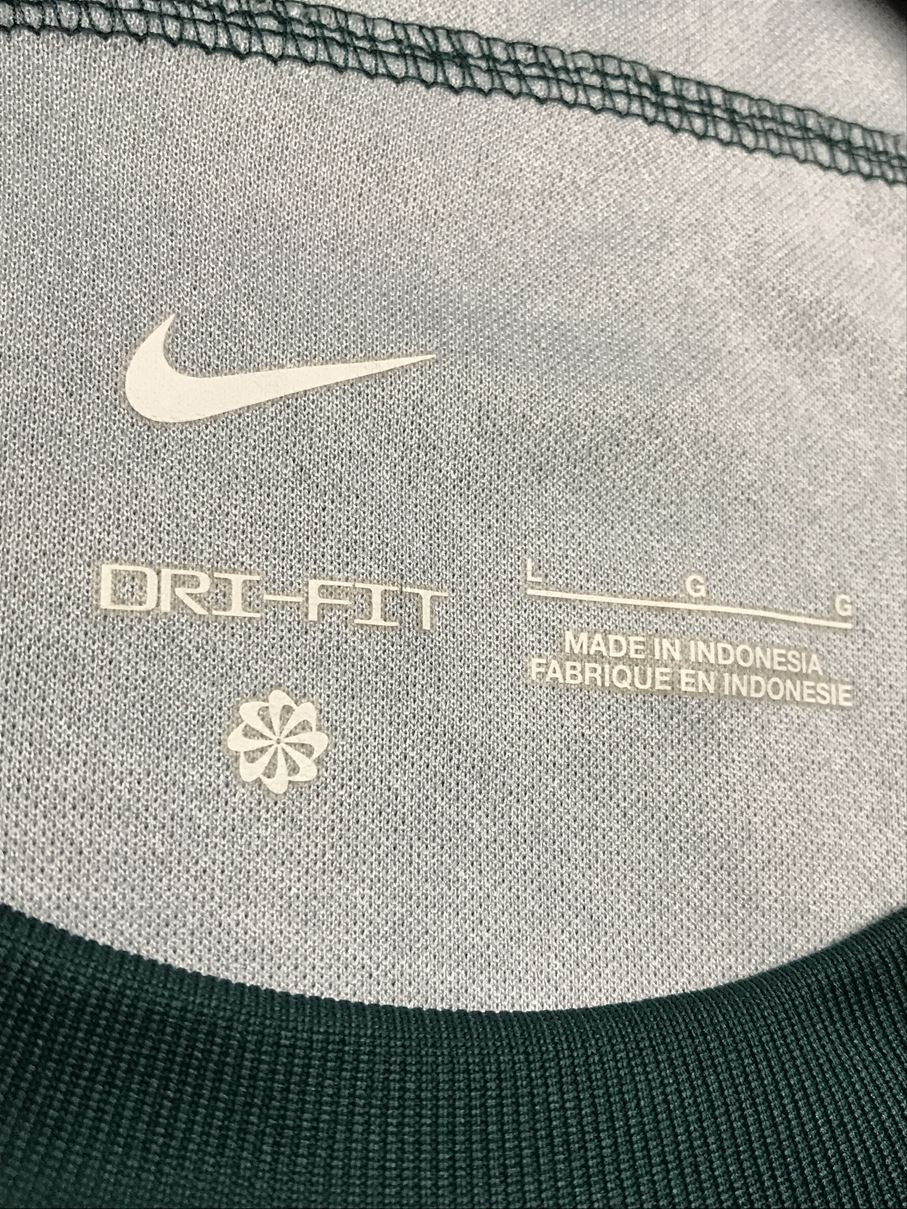 DRI-FIT
L G G
MADE IN INDONESIA
FABRIQUE EN INDONESIE